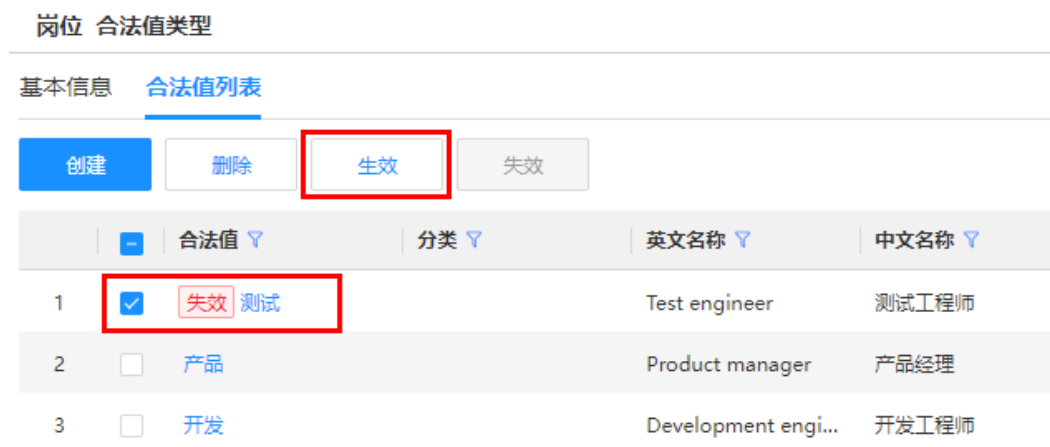 岗位 合法值类型
基本信息 合法值列表
创建 删除 生效 失效
合法值 分类 英文名称 中文名称
1 失效 测试 Test engineer 测试工程师
2 产品 Product manager 产品经理
3 开发 Development engi... 开发工程师